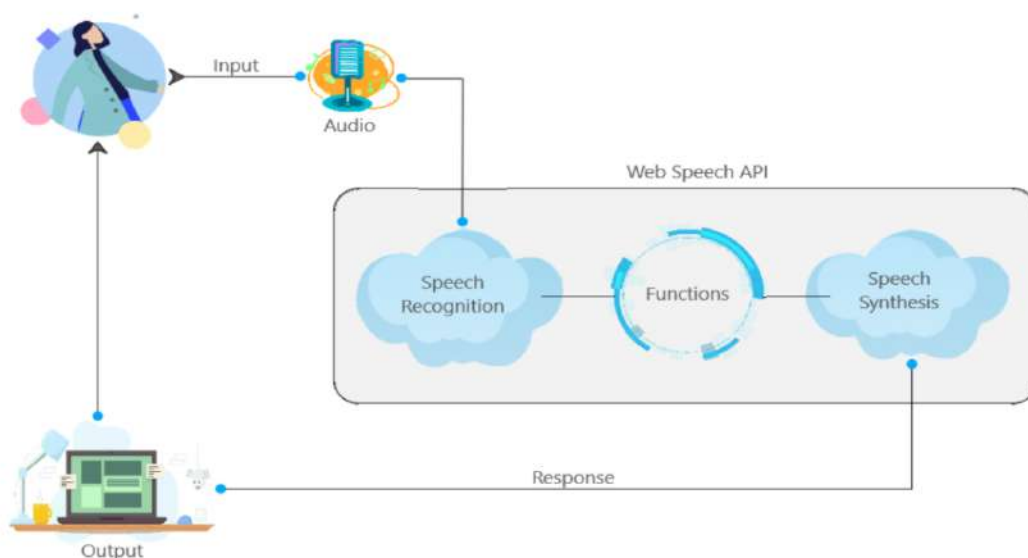 Input
Audio
Web Speech API
Speech
Recognition
Functions
Speech
Synthesis
Response
Output